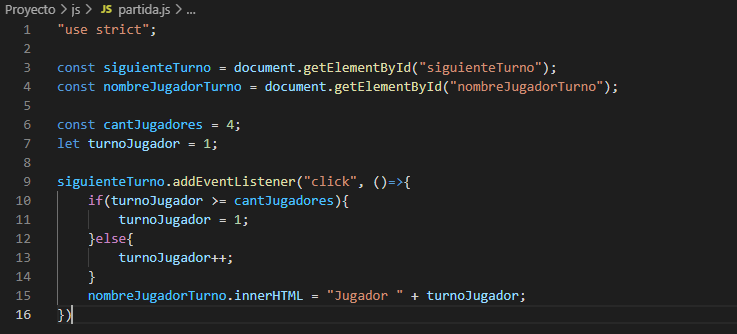 Proyecto > js > JS partida.js > ...
1 "use strict";
2
3 const siguienteTurno = document.getElementById("siguienteTurno");
4 const nombreJugadorTurno = document.getElementById("nombreJugadorTurno");
5
6 const cantJugadores = 4;
7 let turnoJugador = 1;
8
9 siguienteTurno.addEventListener("click", ()=>{
10     if(turnoJugador >= cantJugadores){
11         turnoJugador = 1;
12     }else{
13         turnoJugador++;
14     }
15     nombreJugadorTurno.innerHTML = "Jugador " + turnoJugador;
16 })